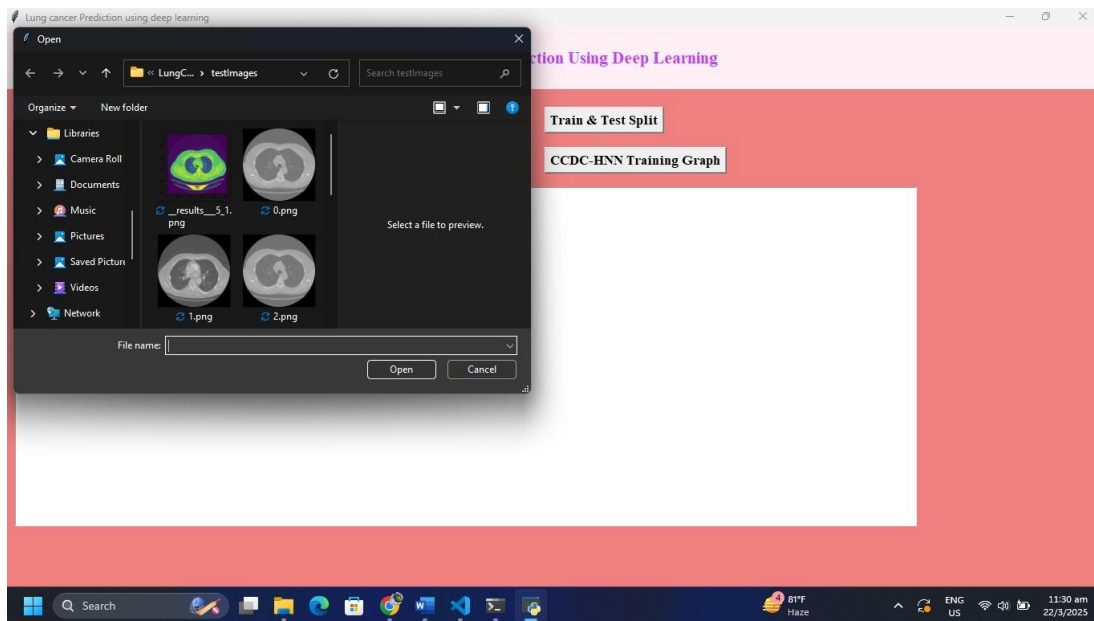 Lung cancer Prediction using deep learning
Open
ction Using Deep Learning
« LungC... › testImages
Search testImages
Organize
New folder
Train & Test Split
CCDC-HNN Training Graph
Libraries
Camera Roll
Documents
Music
Pictures
Saved Picture
Videos
Network
__results___5_1.
png
0.png
1.png
2.png
Select a file to preview.
File name:
Open
Cancel
Search
4
81°F
Haze
ENG
US
11:30 am
22/3/2025